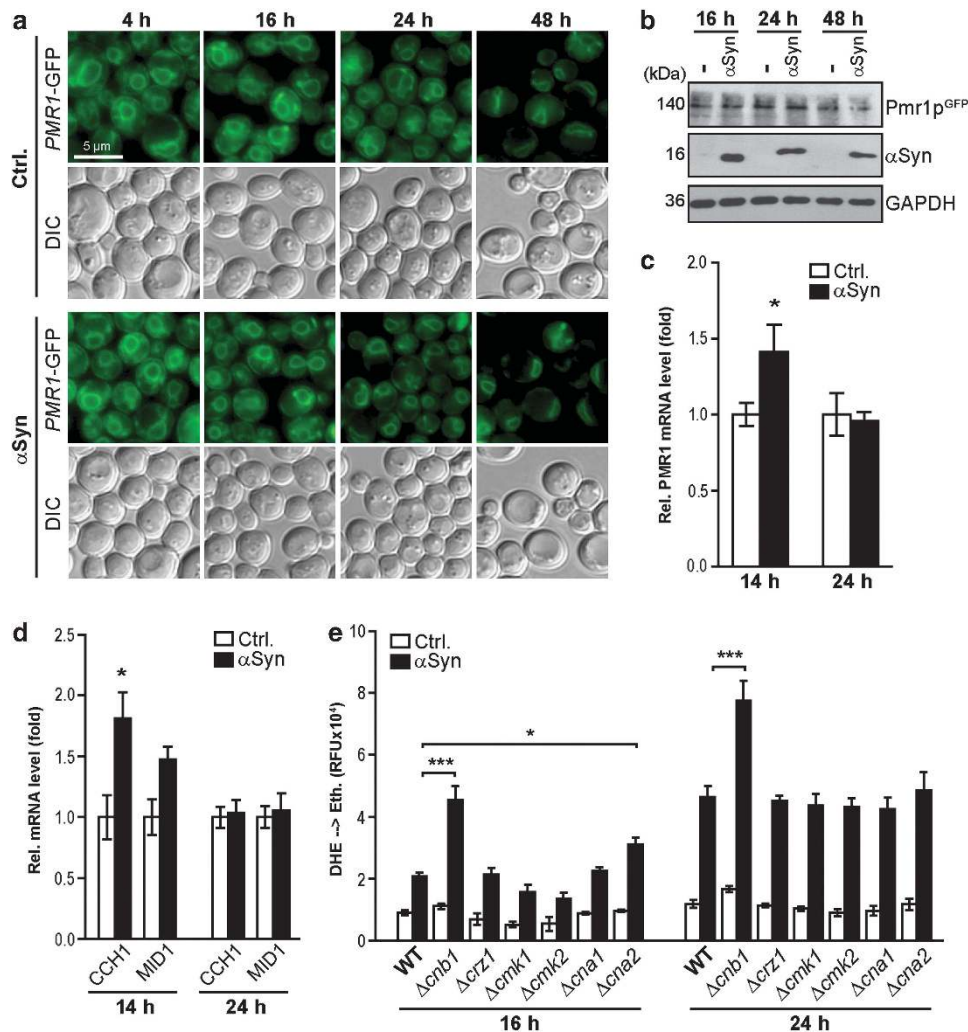 a
4 h 16 h 24 h 48 h
Ctrl.
PMR1-GFP
5 µm
DIC
αSyn
PMR1-GFP
DIC
b
16 h 24 h 48 h
- αSyn - αSyn - αSyn
(kDa)
140 Pmr1pGFP
16 αSyn
36 GAPDH
c
Ctrl.
αSyn
Rel. PMR1 mRNA level (fold)
2.0
1.5
1.0
0.5
0.0
*
14 h 24 h
d
Ctrl.
αSyn
Rel. mRNA level (fold)
2.5
2.0
1.5
1.0
0.5
0.0
*
CCH1 MID1 CCH1 MID1
14 h 24 h
e
Ctrl.
αSyn
DHE --> Eth. (RFUx10⁴)
10
8
6
4
2
0
*** * ***
WT Δcnb1 Δcrz1 Δcmk1 Δcmk2 Δcna1 Δcna2 WT Δcnb1 Δcrz1 Δcmk1 Δcmk2 Δcna1 Δcna2
16 h 24 h